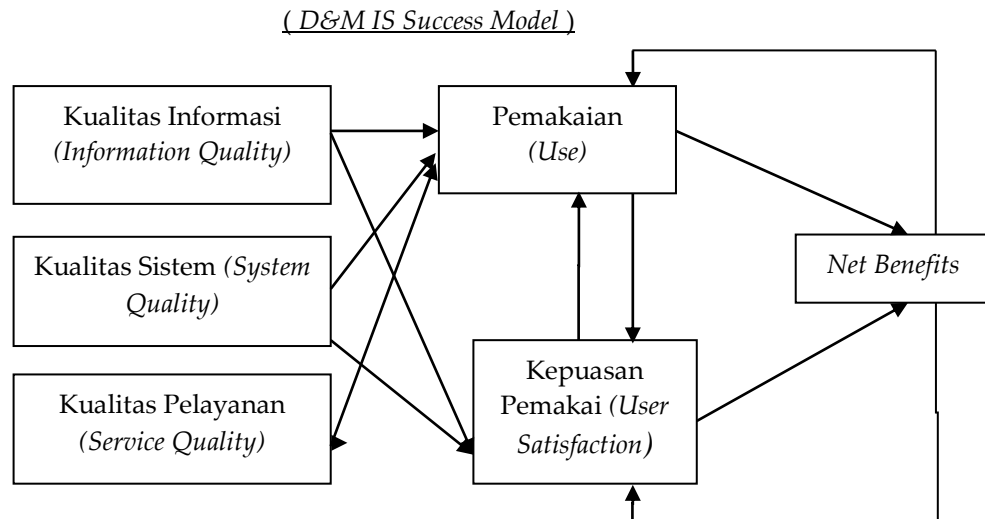 ( D&M IS Success Model )
Kualitas Informasi
(Information Quality)
Pemakaian
(Use)
Kualitas Sistem (System
Quality)
Net Benefits
Kualitas Pelayanan
(Service Quality)
Kepuasan
Pemakai (User
Satisfaction)